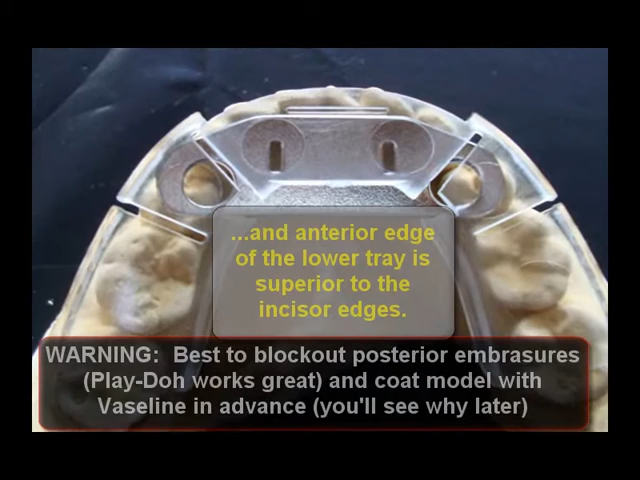 ...and anterior edge
of the lower tray is
superior to the
incisor edges.
WARNING:  Best to blockout posterior embrasures
(Play-Doh works great) and coat model with
Vaseline in advance (you'll see why later)